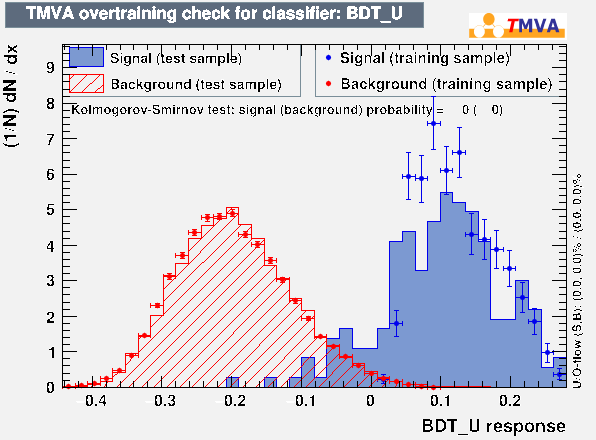 TMVA overtraining check for classifier: BDT_U
TMVA
Signal (test sample)
Signal (training sample)
Background (test sample)
Background (training sample)
Kolmogorov-Smirnov test: signal (background) probability = 0 ( 0)
(1/N) dN / dx
9
8
7
6
5
4
3
2
1
0
−0.4 −0.3 −0.2 −0.1 0 0.1 0.2
BDT_U response
U/O-flow (S,B): (0.0, 0.0)% / (0.0, 0.0)%